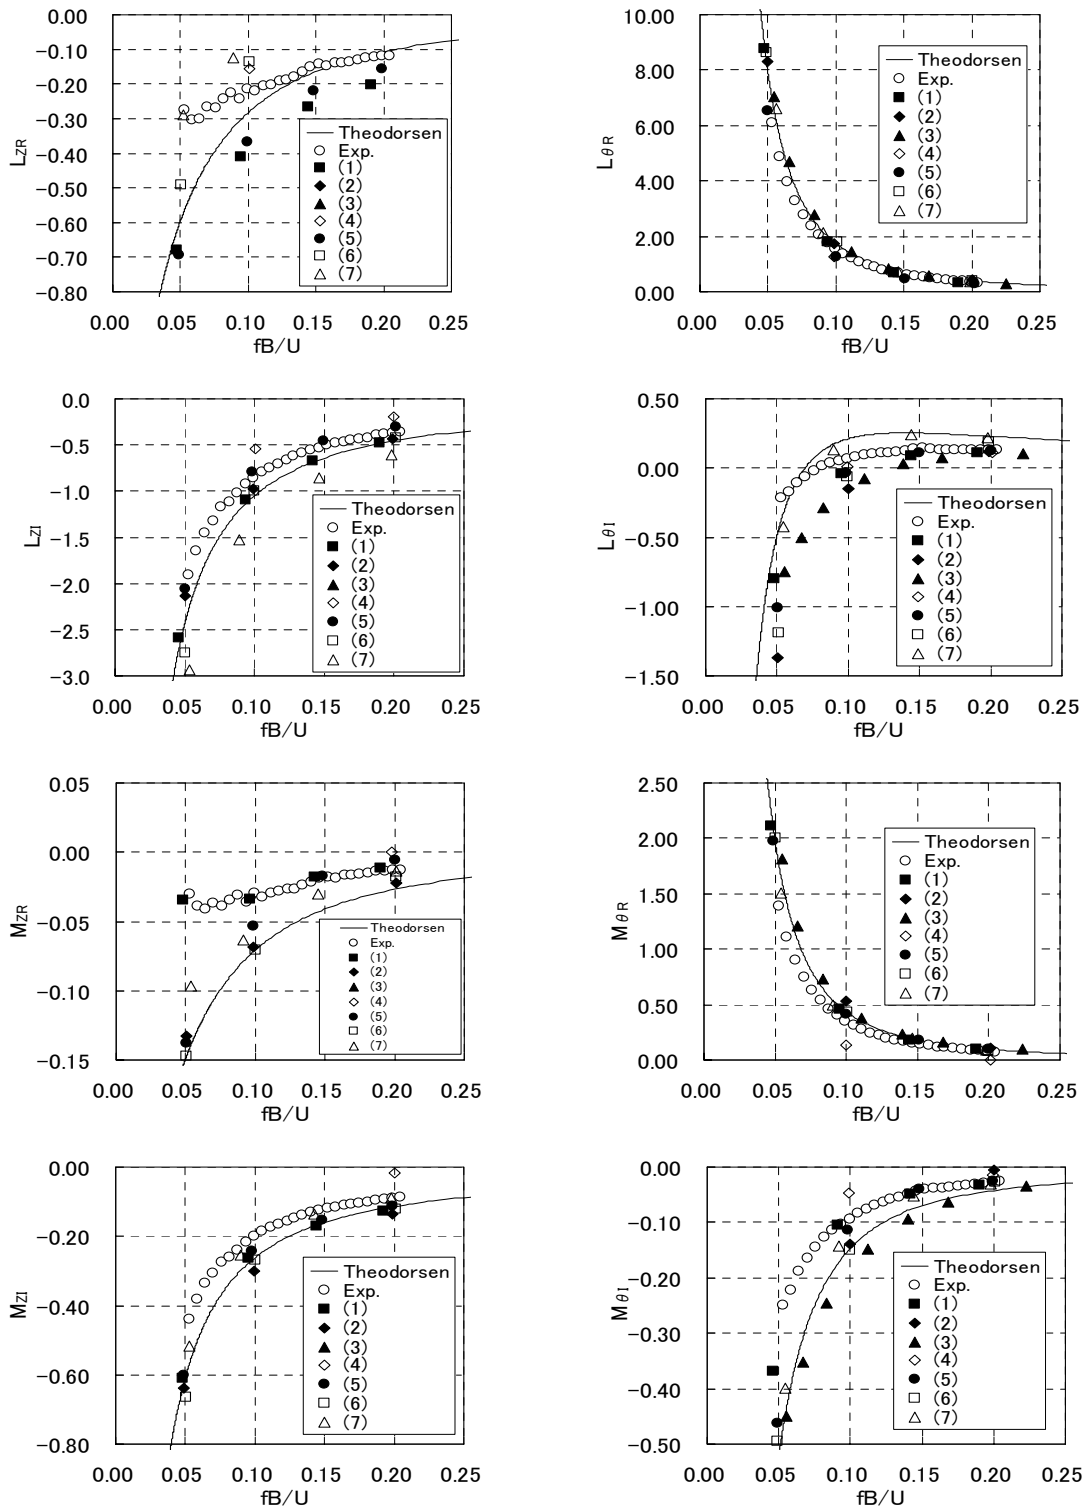 0.00
−0.10
−0.20
−0.30
−0.40
−0.50
−0.60
−0.70
−0.80
L_ZR
0.00 0.05 0.10 0.15 0.20 0.25
fB/U
Theodorsen
Exp.
(1)
(2)
(3)
(4)
(5)
(6)
(7)
10.00
8.00
6.00
4.00
2.00
0.00
L_θR
0.00 0.05 0.10 0.15 0.20 0.25
fB/U
Theodorsen
Exp.
(1)
(2)
(3)
(4)
(5)
(6)
(7)
0.0
−0.5
−1.0
−1.5
−2.0
−2.5
−3.0
L_ZI
0.00 0.05 0.10 0.15 0.20 0.25
fB/U
Theodorsen
Exp.
(1)
(2)
(3)
(4)
(5)
(6)
(7)
0.50
0.00
−0.50
−1.00
−1.50
L_θI
0.00 0.05 0.10 0.15 0.20 0.25
fB/U
Theodorsen
Exp.
(1)
(2)
(3)
(4)
(5)
(6)
(7)
0.05
0.00
−0.05
−0.10
−0.15
M_ZR
0.00 0.05 0.10 0.15 0.20 0.25
fB/U
Theodorsen
Exp.
(1)
(2)
(3)
(4)
(5)
(6)
(7)
2.50
2.00
1.50
1.00
0.50
0.00
M_θR
0.00 0.05 0.10 0.15 0.20 0.25
fB/U
Theodorsen
Exp.
(1)
(2)
(3)
(4)
(5)
(6)
(7)
0.00
−0.20
−0.40
−0.60
−0.80
M_ZI
0.00 0.05 0.10 0.15 0.20 0.25
fB/U
Theodorsen
Exp.
(1)
(2)
(3)
(4)
(5)
(6)
(7)
0.00
−0.10
−0.20
−0.30
−0.40
−0.50
M_θI
0.00 0.05 0.10 0.15 0.20 0.25
fB/U
Theodorsen
Exp.
(1)
(2)
(3)
(4)
(5)
(6)
(7)